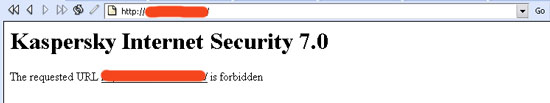 http:// /
Go
Kaspersky Internet Security 7.0
The requested URL / is forbidden